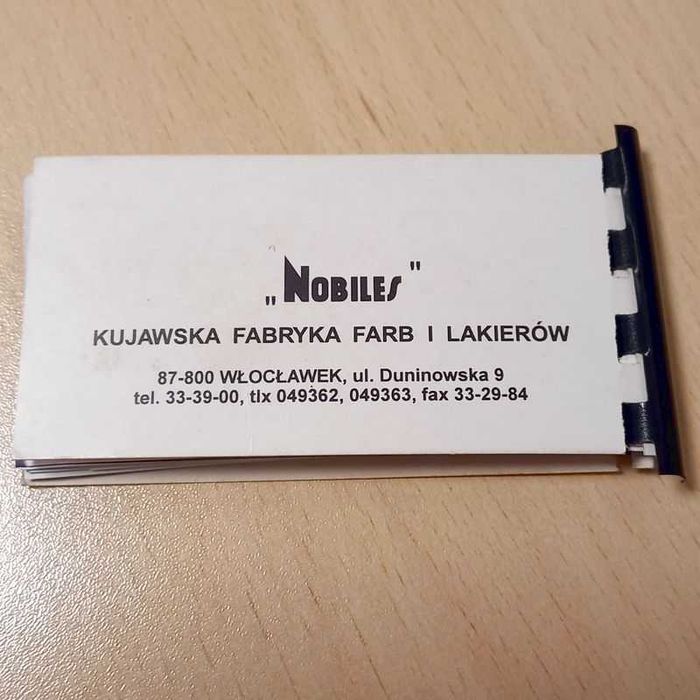 „NOBILES"
KUJAWSKA FABRYKA FARB I LAKIERÓW
87-800 WŁOCŁAWEK, ul. Duninowska 9
tel. 33-39-00, tlx 049362, 049363, fax 33-29-84